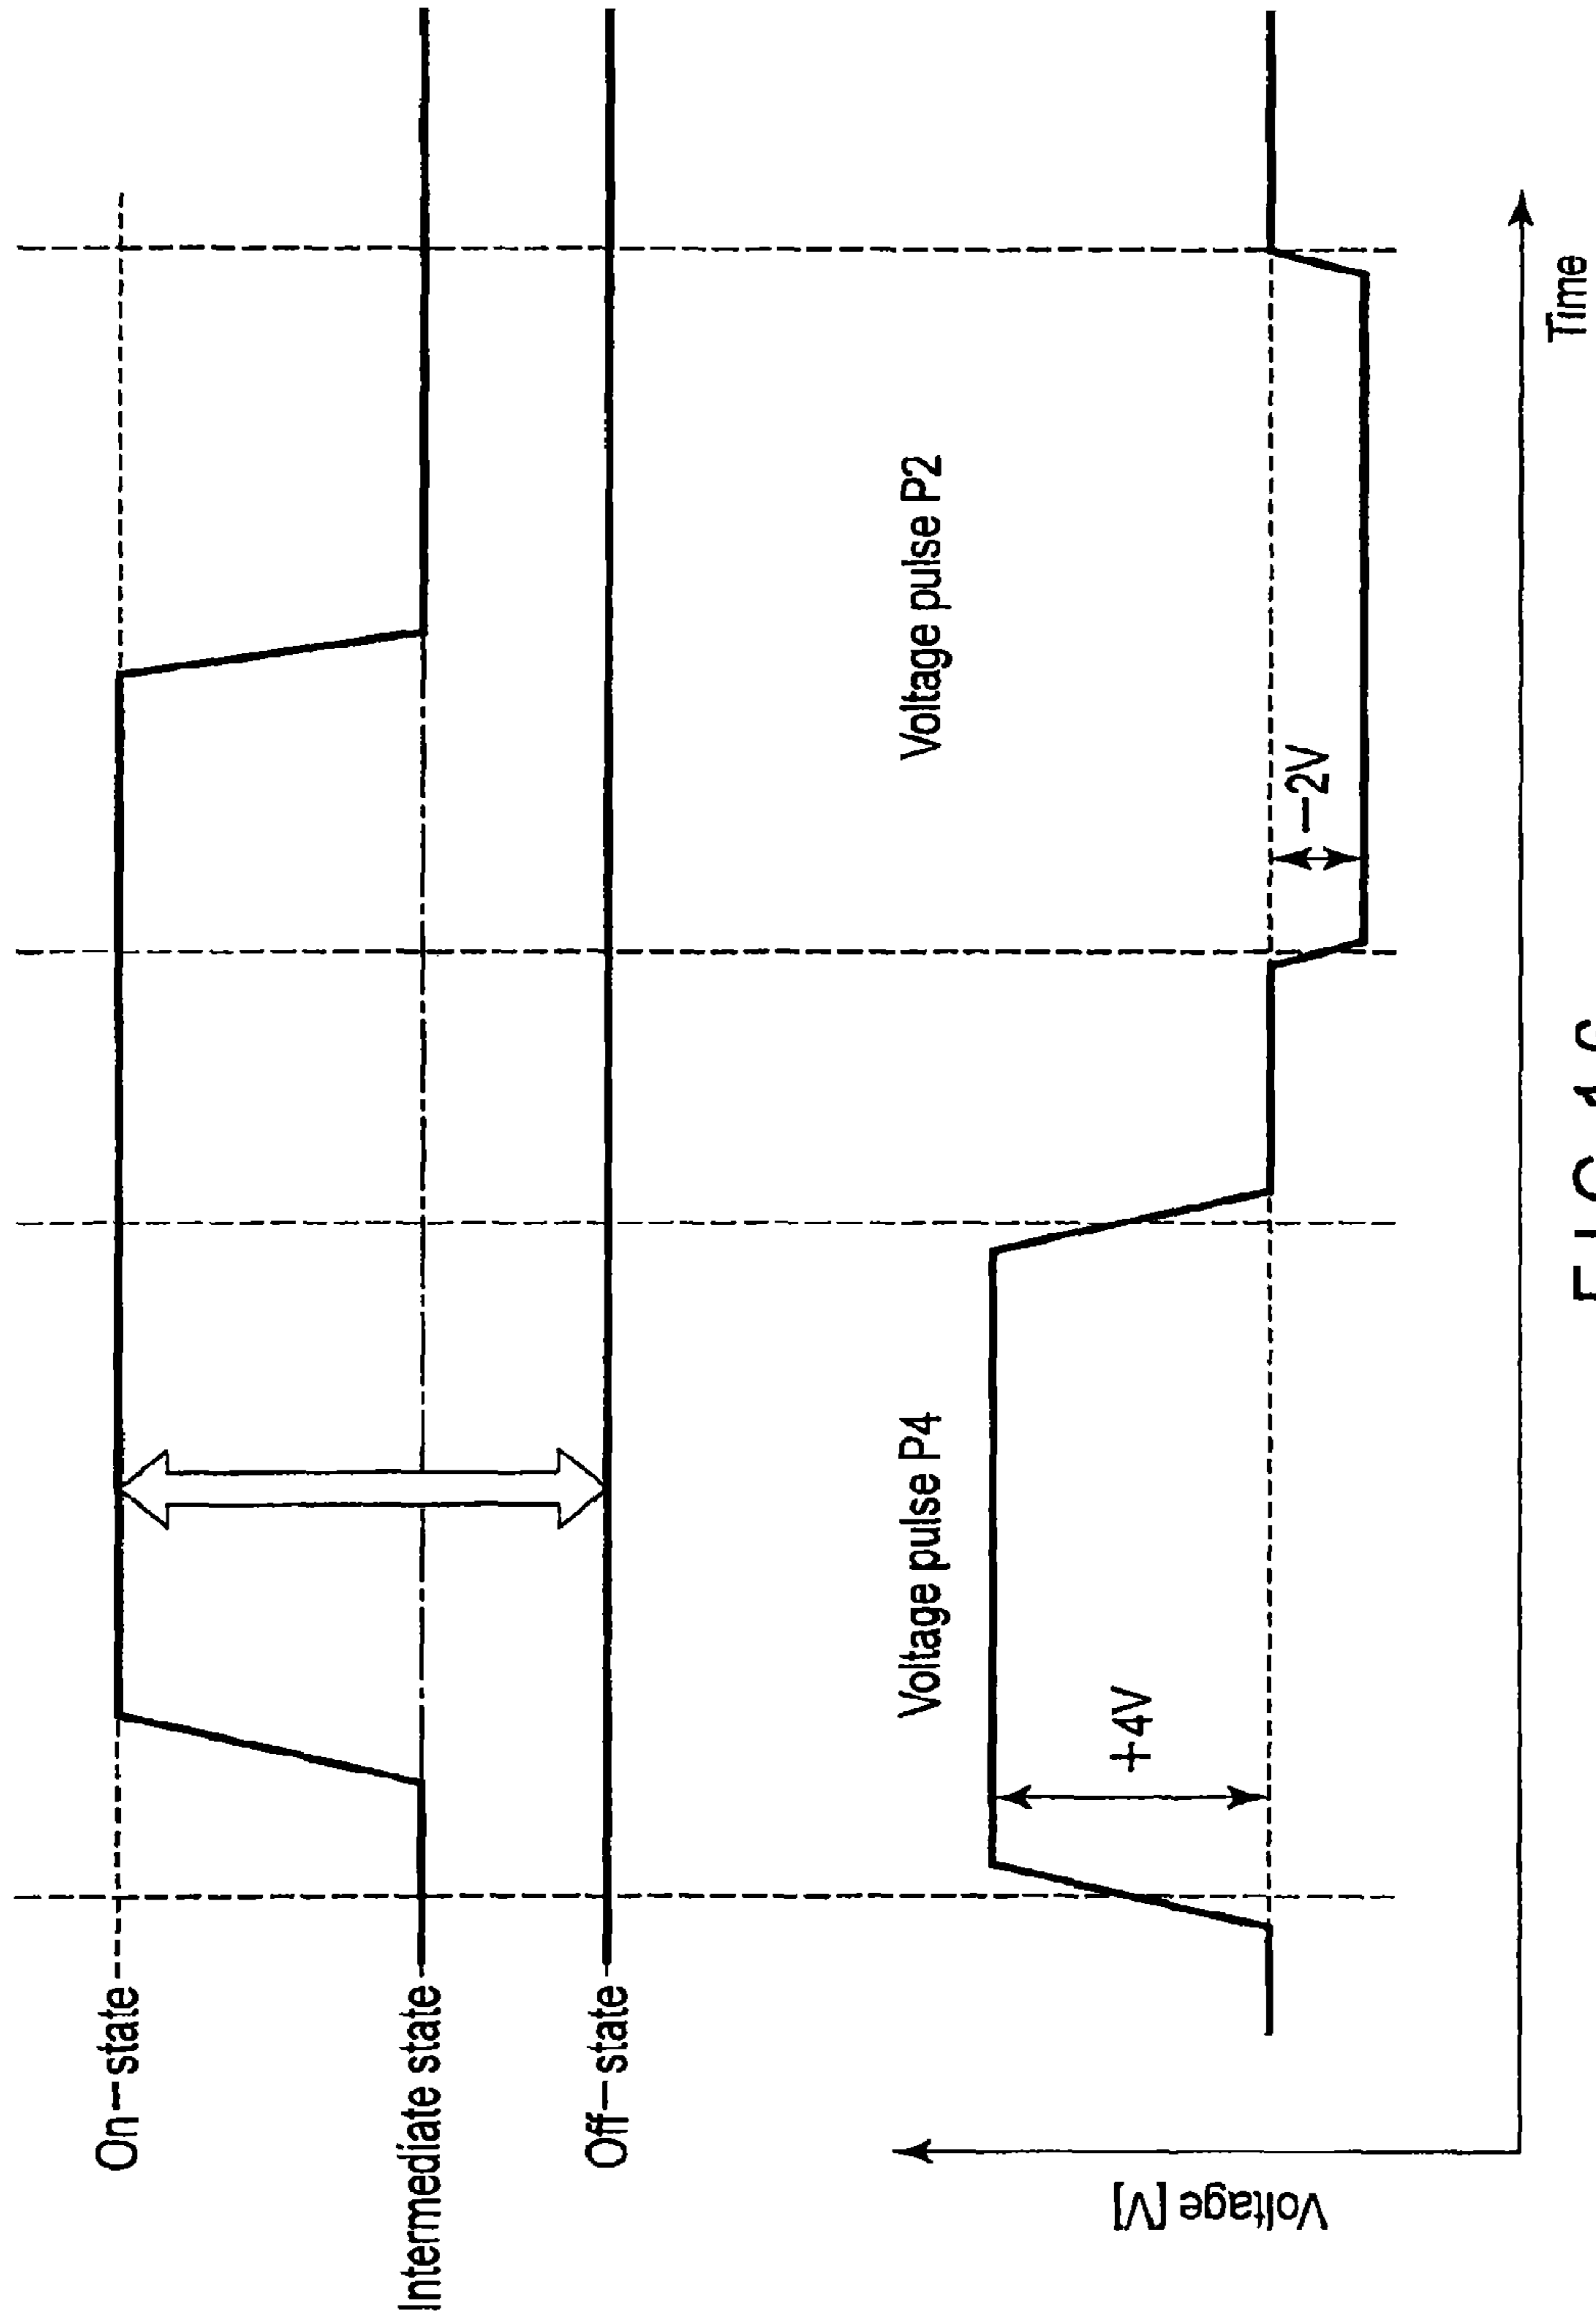 On-state
Intermediate state
Off-state
Voltage pulse P4
Voltage pulse P2
+4V
-2V
Voltage [V]
Time